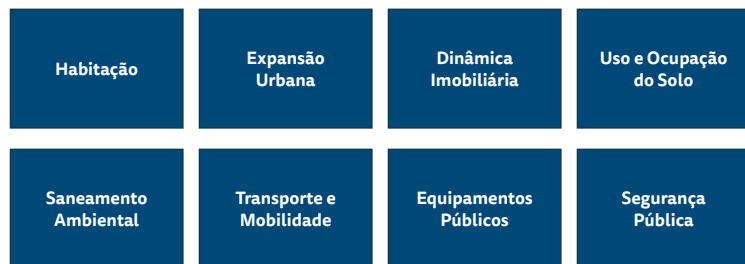 Habitação
Expansão
Urbana
Dinâmica
Imobiliária
Uso e Ocupação
do Solo
Saneamento
Ambiental
Transporte e
Mobilidade
Equipamentos
Públicos
Segurança
Pública